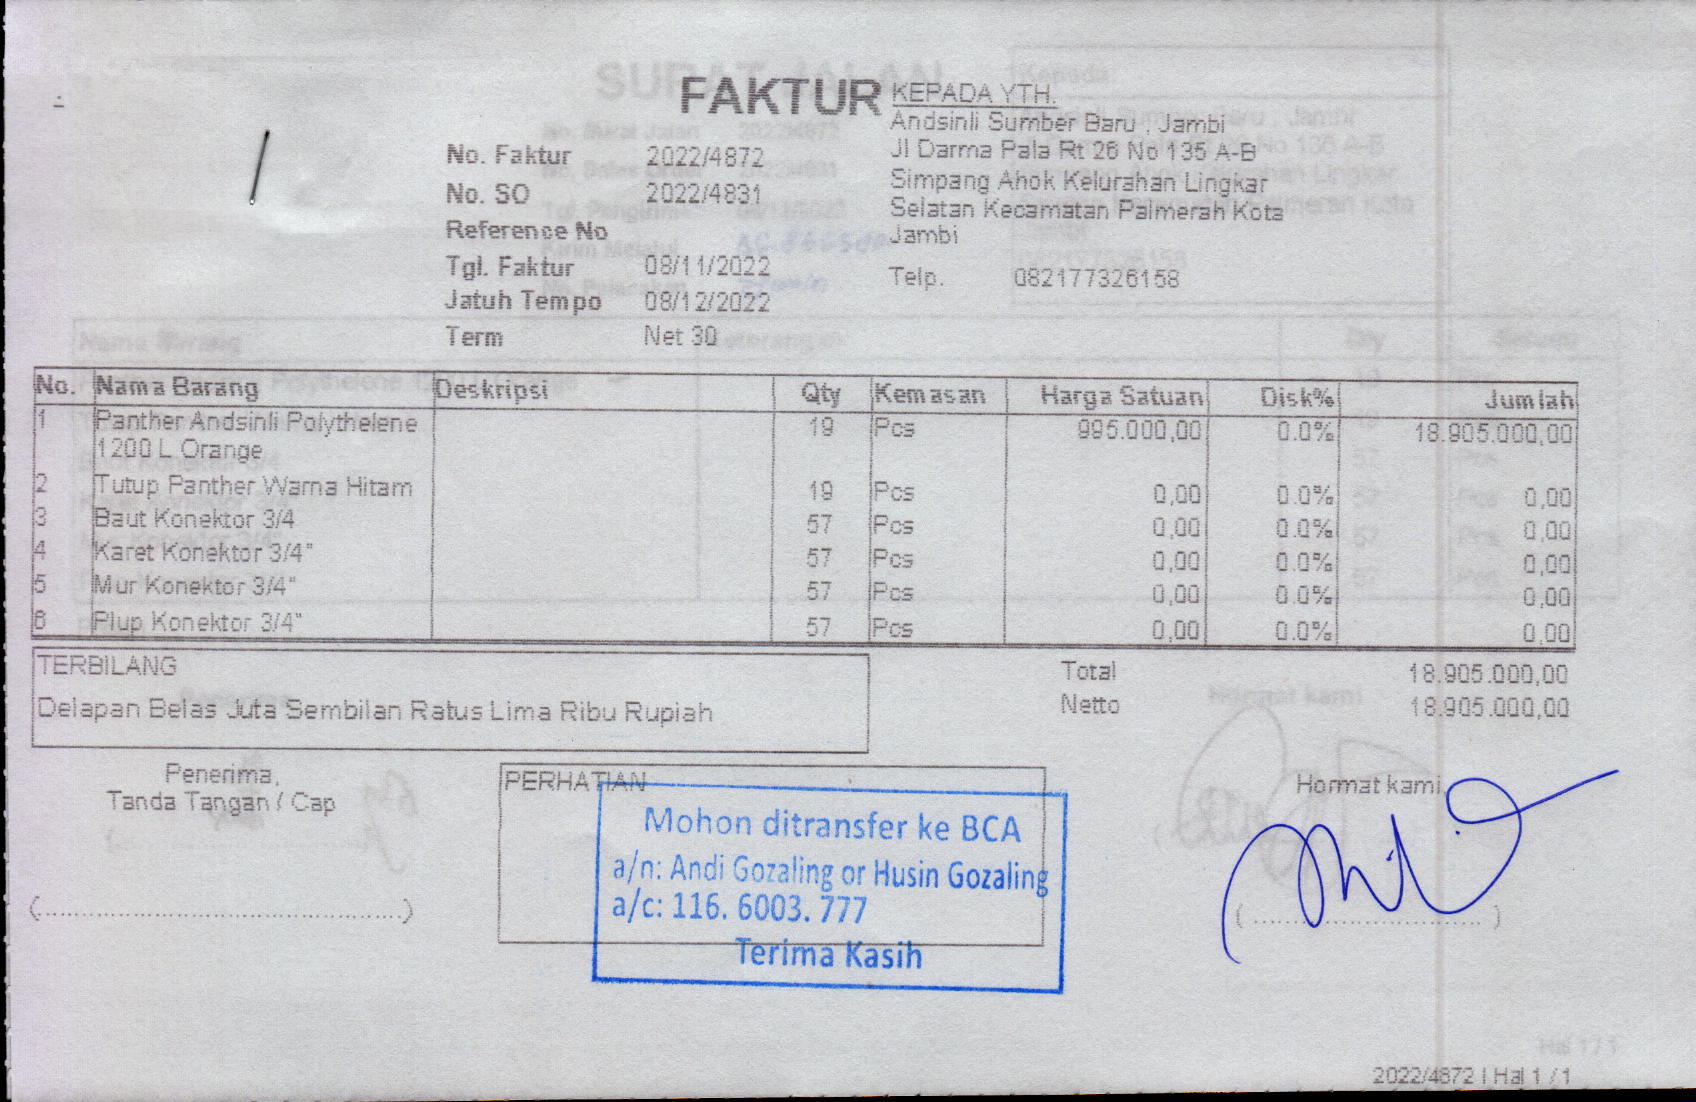 FAKTUR
KEPADA YTH.
Andsinli Sumber Baru , Jambi
Jl Darma Pala Rt 26 No 135 A-B
Simpang Ahok Kelurahan Lingkar
Selatan Kecamatan Palmerah Kota
Jambi
Telp. 082177326158
No. Faktur 2022/4872
No. SO 2022/4831
Reference No
Tgl. Faktur 08/11/2022
Jatuh Tempo 08/12/2022
Term Net 30
No. Nama Barang Deskripsi Qty Kemasan Harga Satuan Disk% Jumlah
1 Panther Andsinli Polythelene 19 Pcs 995.000,00 0.0% 18.905.000,00
1200 L Orange
2 Tutup Panther Warna Hitam 19 Pcs 0,00 0.0% 0,00
3 Baut Konektor 3/4 57 Pcs 0,00 0.0% 0,00
4 Karet Konektor 3/4" 57 Pcs 0,00 0.0% 0,00
5 Mur Konektor 3/4" 57 Pcs 0,00 0.0% 0,00
6 Plup Konektor 3/4" 57 Pcs 0,00 0.0% 0,00
TERBILANG
Delapan Belas Juta Sembilan Ratus Lima Ribu Rupiah
Total 18.905.000,00
Netto 18.905.000,00
Penerima,
Tanda Tangan / Cap
(................................................)
PERHATIAN
Mohon ditransfer ke BCA
a/n: Andi Gozaling or Husin Gozaling
a/c: 116. 6003. 777
Terima Kasih
Hormat kami,
( ............................... )
2022/4872 | Hal 1 / 1